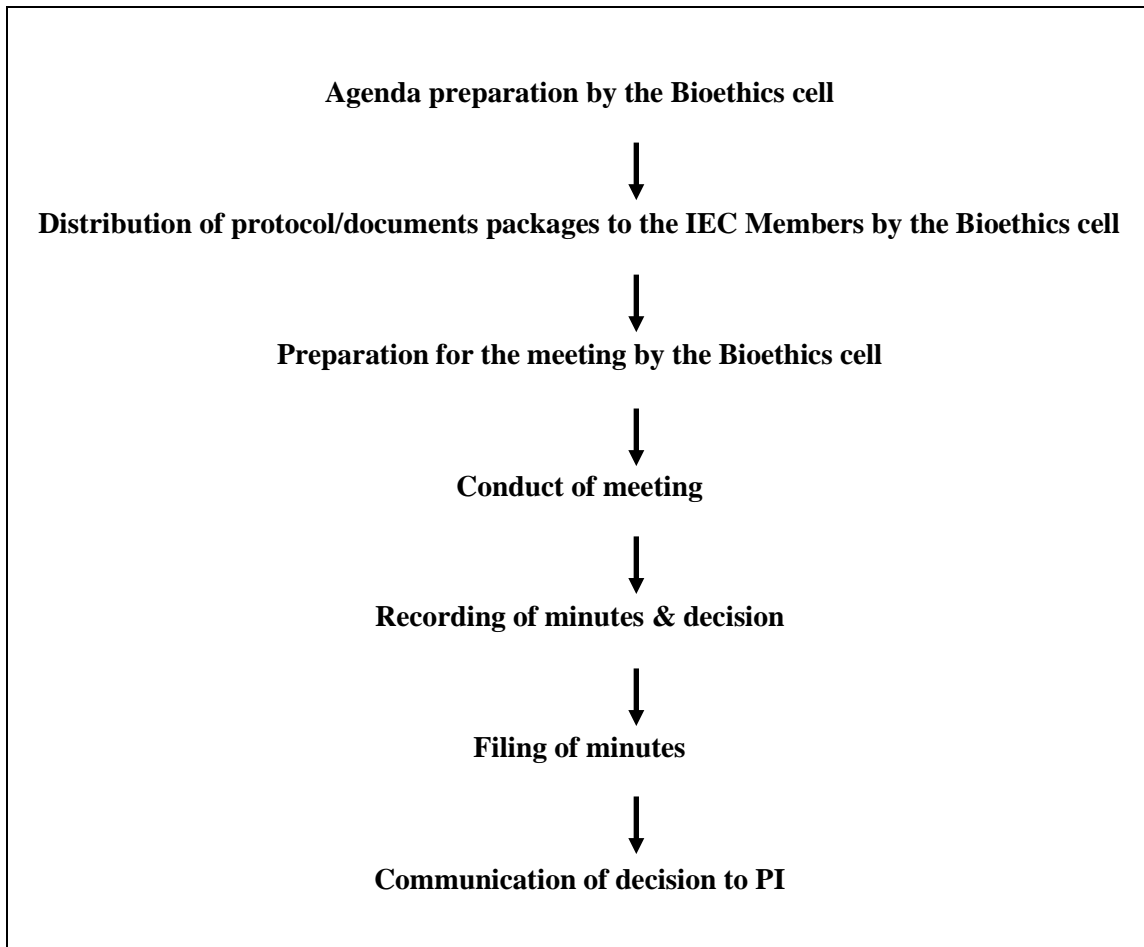 Agenda preparation by the Bioethics cell
Distribution of protocol/documents packages to the IEC Members by the Bioethics cell
Preparation for the meeting by the Bioethics cell
Conduct of meeting
Recording of minutes & decision
Filing of minutes
Communication of decision to PI